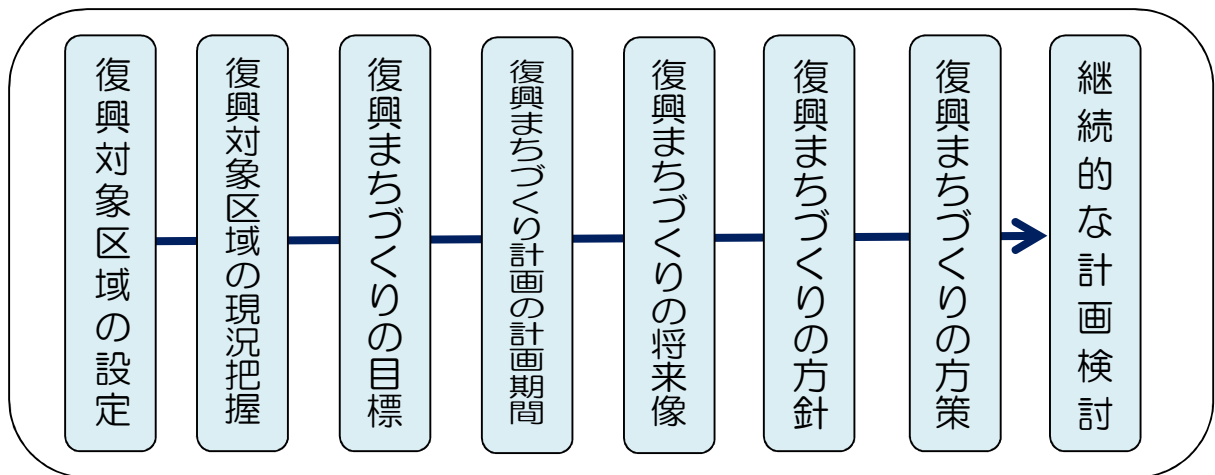 復興対象区域の設定
復興対象区域の現況把握
復興まちづくりの目標
復興まちづくり計画の計画期間
復興まちづくりの将来像
復興まちづくりの方針
復興まちづくりの方策
継続的な計画検討